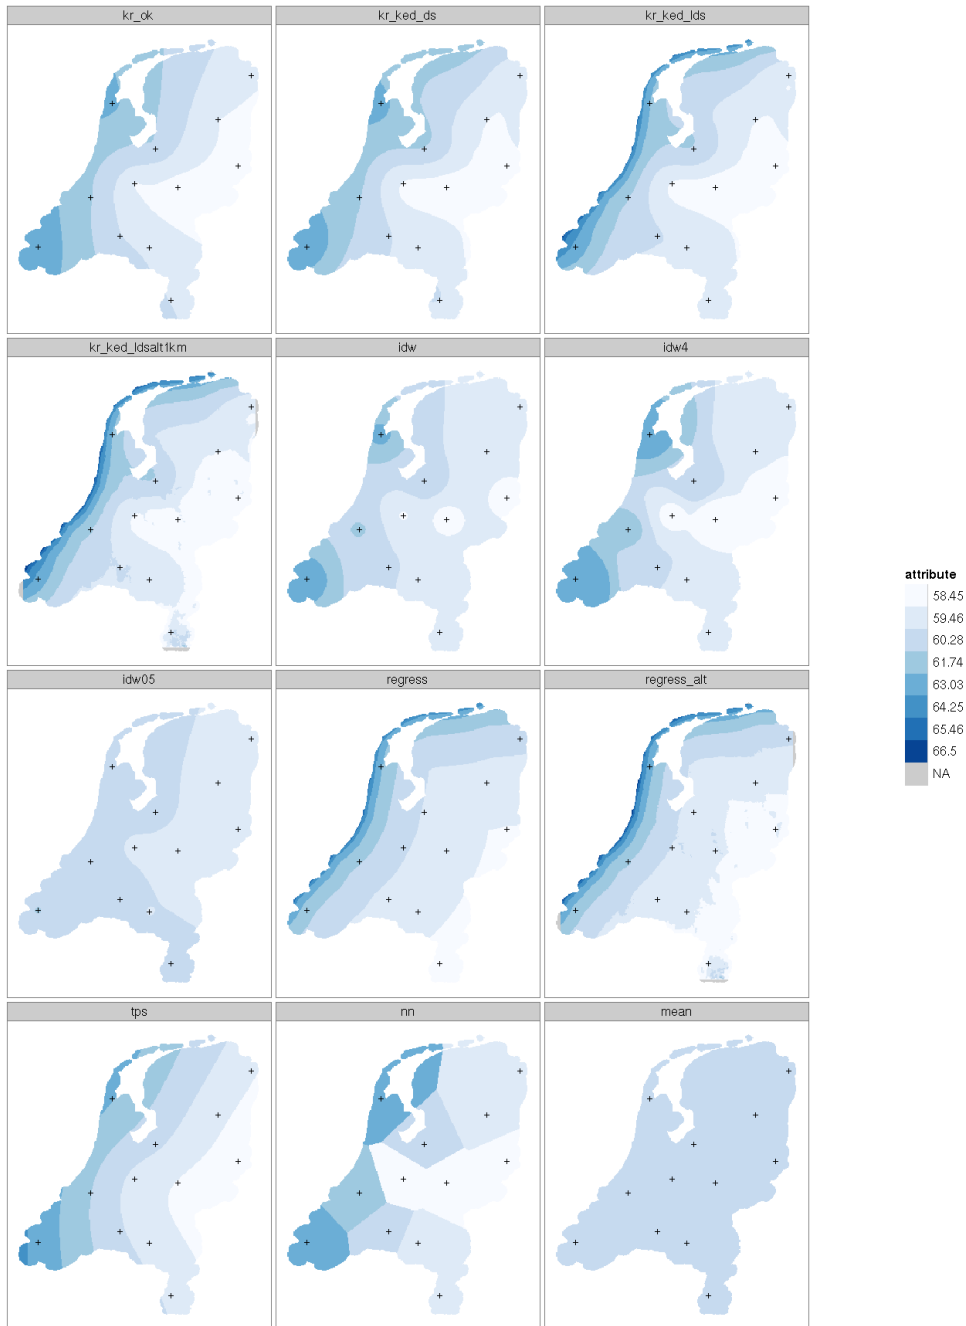 kr_ok
kr_ked_ds
kr_ked_lds
kr_ked_ldsalt1km
idw
idw4
idw05
regress
regress_alt
tps
nn
mean
attribute
58.45
59.46
60.28
61.74
63.03
64.25
65.46
66.5
NA